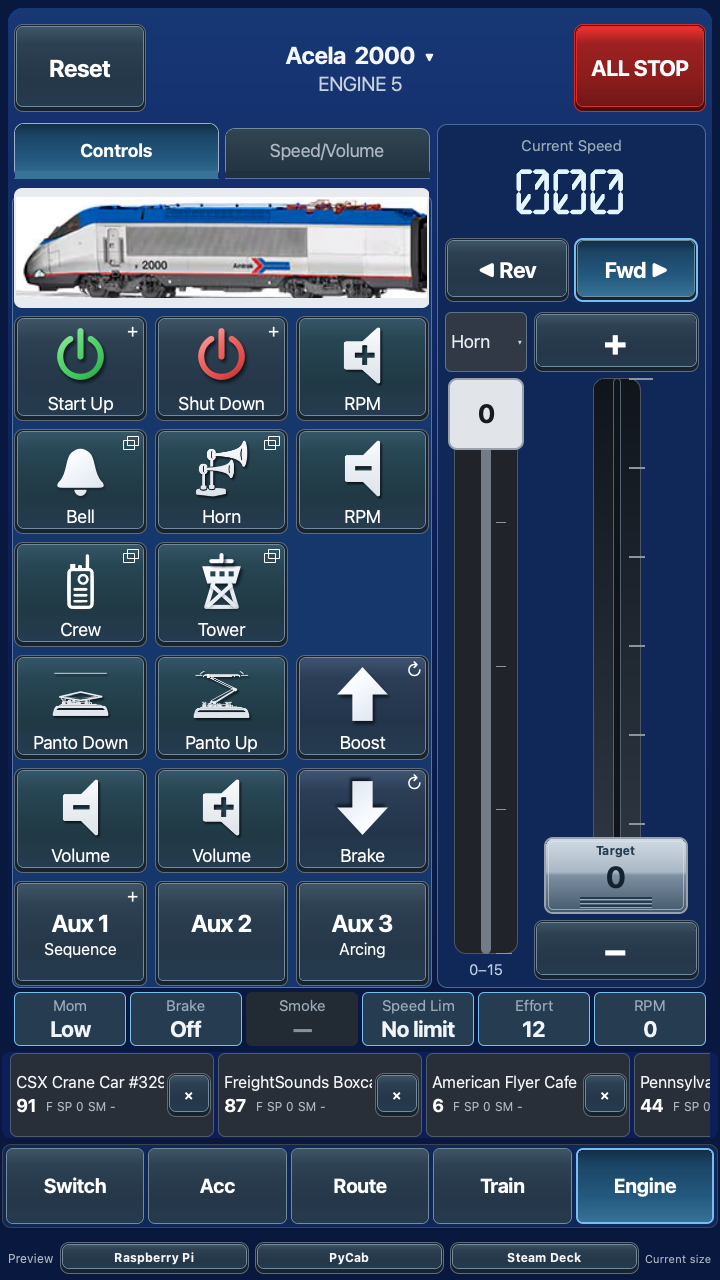 Reset
Acela 2000 ▾
ENGINE 5
ALL STOP
Controls
Speed/Volume
Current Speed
000
2000
Amtrak
◀ Rev
Fwd ▶
Horn
+
Start Up
+
Shut Down
+
RPM
0
Bell
Horn
RPM
Crew
Tower
Panto Down
Panto Up
Boost
Volume
Volume
Brake
Target
0
Aux 1
Sequence
+
Aux 2
Aux 3
Arcing
−
0–15
Mom
Low
Brake
Off
Smoke
—
Speed Lim
No limit
Effort
12
RPM
0
CSX Crane Car #329
91 F SP 0 SM -
×
FreightSounds Boxca
87 F SP 0 SM -
×
American Flyer Cafe
6 F SP 0 SM -
×
Pennsylva
44 F SP 0
Switch
Acc
Route
Train
Engine
Preview
Raspberry Pi
PyCab
Steam Deck
Current size